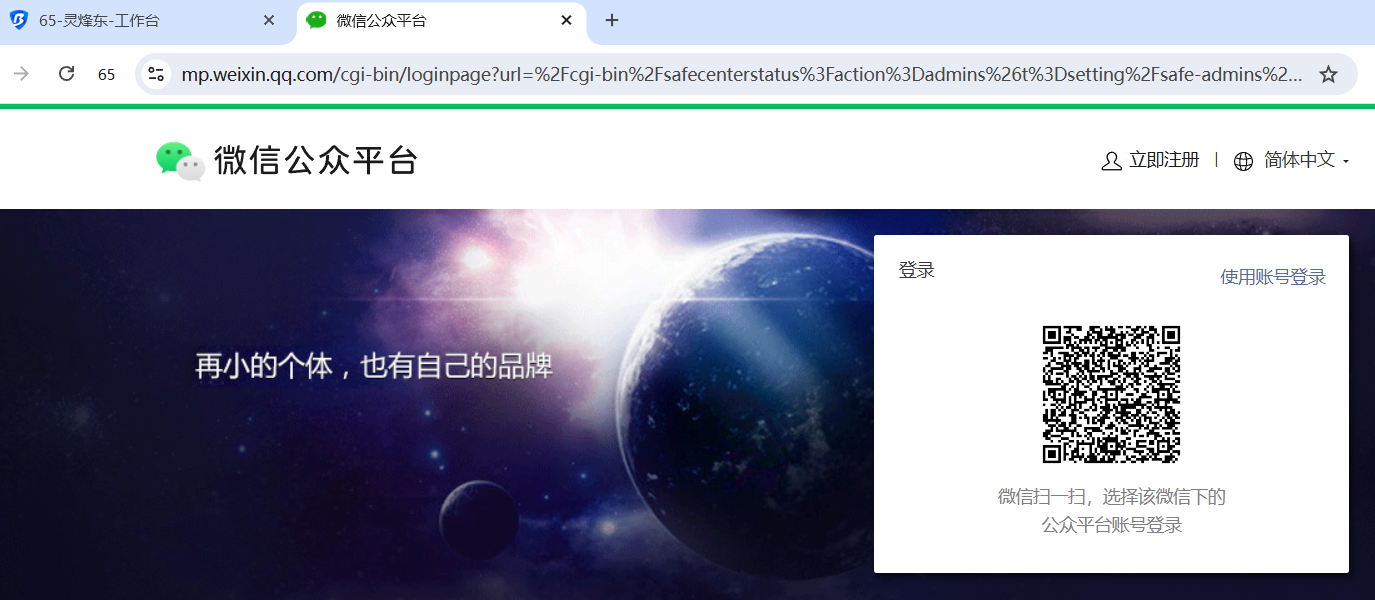 65-灵烽东-工作台
微信公众平台
65
mp.weixin.qq.com/cgi-bin/loginpage?url=%2Fcgi-bin%2Fsafecenterstatus%3Faction%3Dadmins%26t%3Dsetting%2Fsafe-admins%2...
微信公众平台
立即注册
简体中文
再小的个体，也有自己的品牌
登录
使用账号登录
微信扫一扫，选择该微信下的
公众平台账号登录